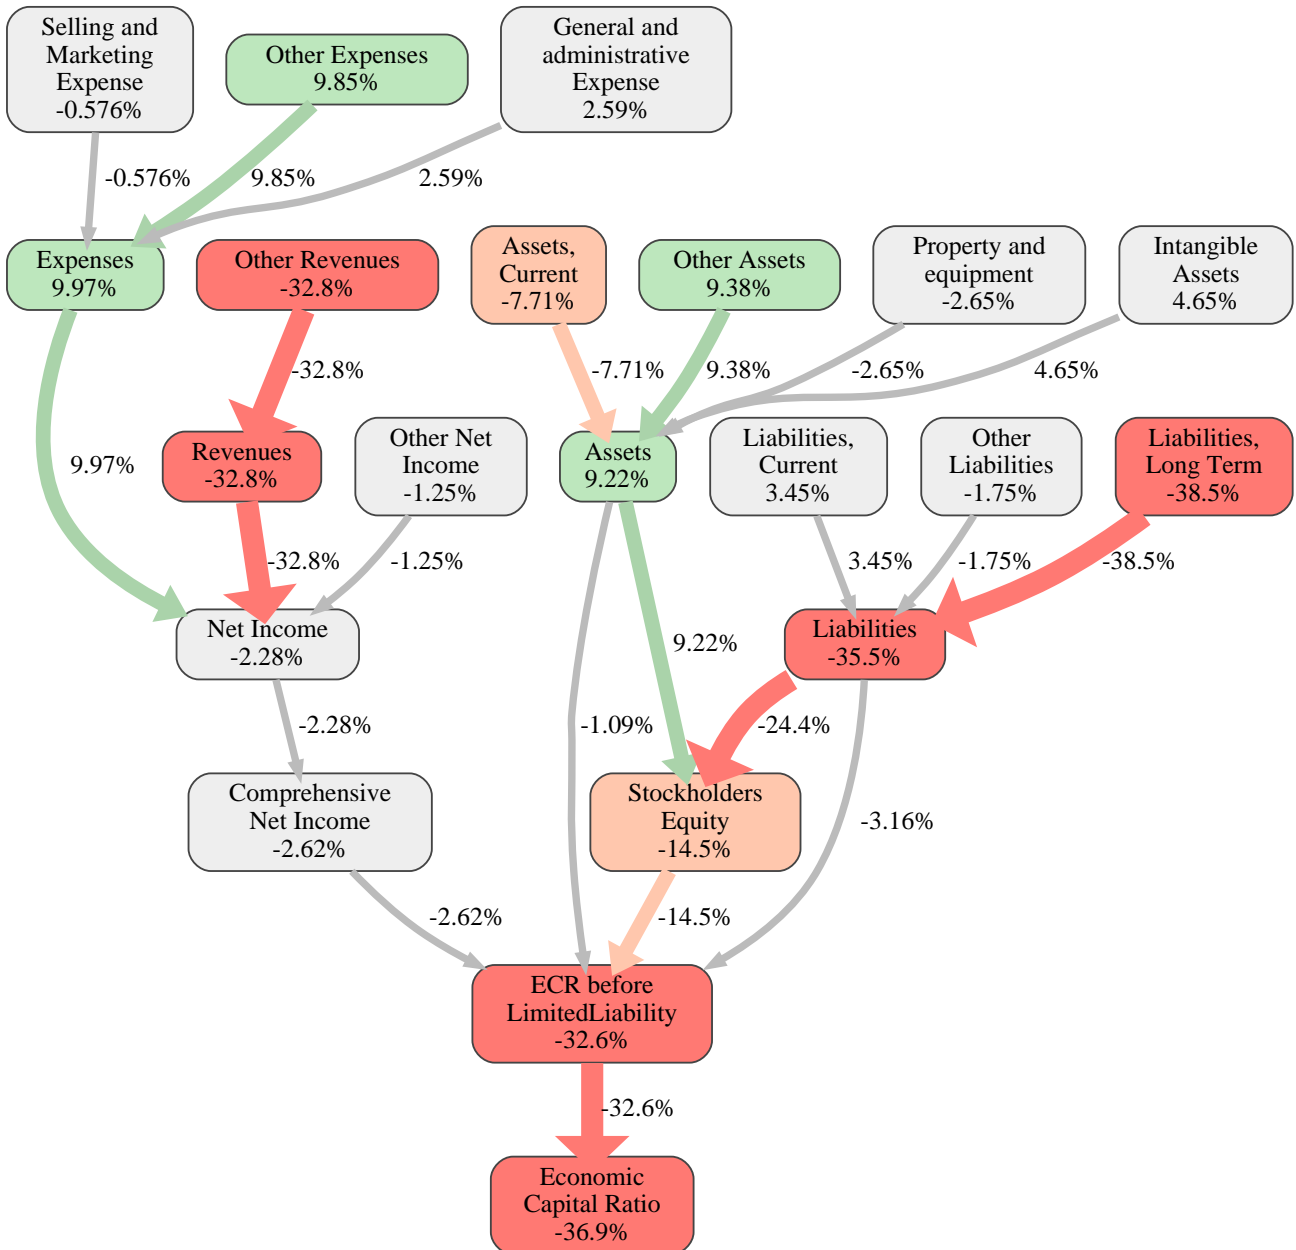 Selling and
Marketing
Expense
-0.576%
Other Expenses
9.85%
General and
administrative
Expense
2.59%
-0.576%
9.85%
2.59%
Expenses
9.97%
Other Revenues
-32.8%
Assets,
Current
-7.71%
Other Assets
9.38%
Property and
equipment
-2.65%
Intangible
Assets
4.65%
-32.8%
-7.71%
9.38%
-2.65%
4.65%
9.97%
Revenues
-32.8%
Other Net
Income
-1.25%
Assets
9.22%
Liabilities,
Current
3.45%
Other
Liabilities
-1.75%
Liabilities,
Long Term
-38.5%
-32.8%
-1.25%
3.45%
-1.75%
-38.5%
Net Income
-2.28%
9.22%
Liabilities
-35.5%
-2.28%
-1.09%
-24.4%
Comprehensive
Net Income
-2.62%
Stockholders
Equity
-14.5%
-3.16%
-2.62%
-14.5%
ECR before
LimitedLiability
-32.6%
-32.6%
Economic
Capital Ratio
-36.9%